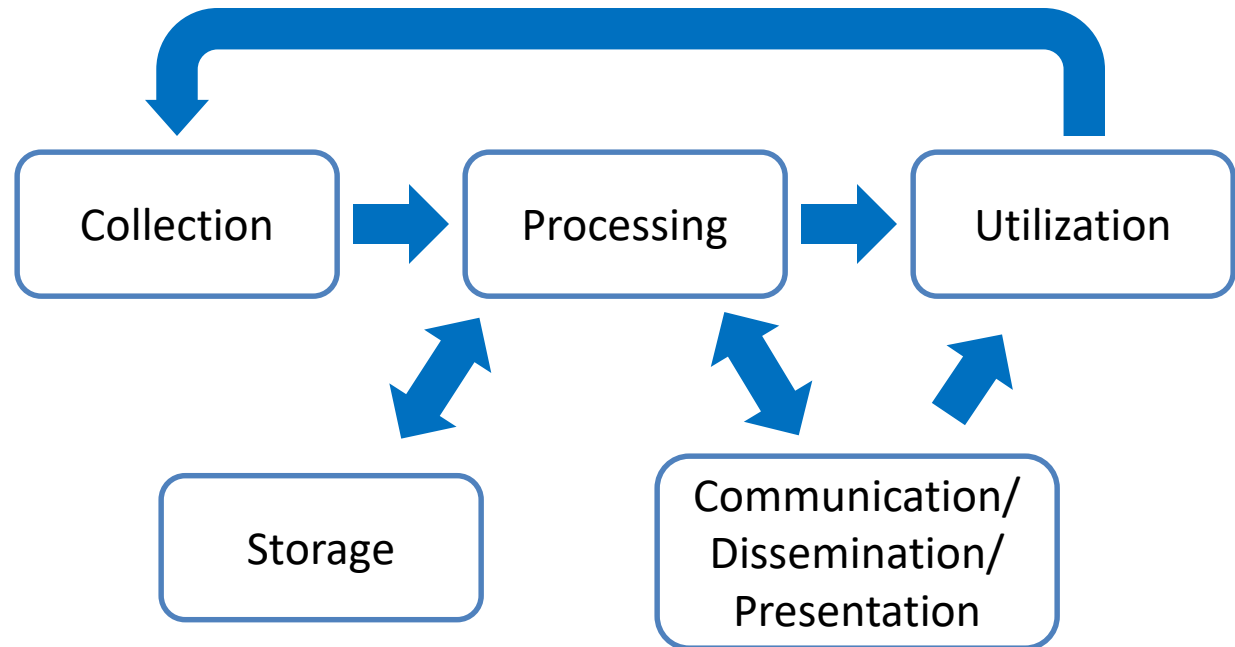 Collection
Processing
Utilization
Storage
Communication/
Dissemination/
Presentation